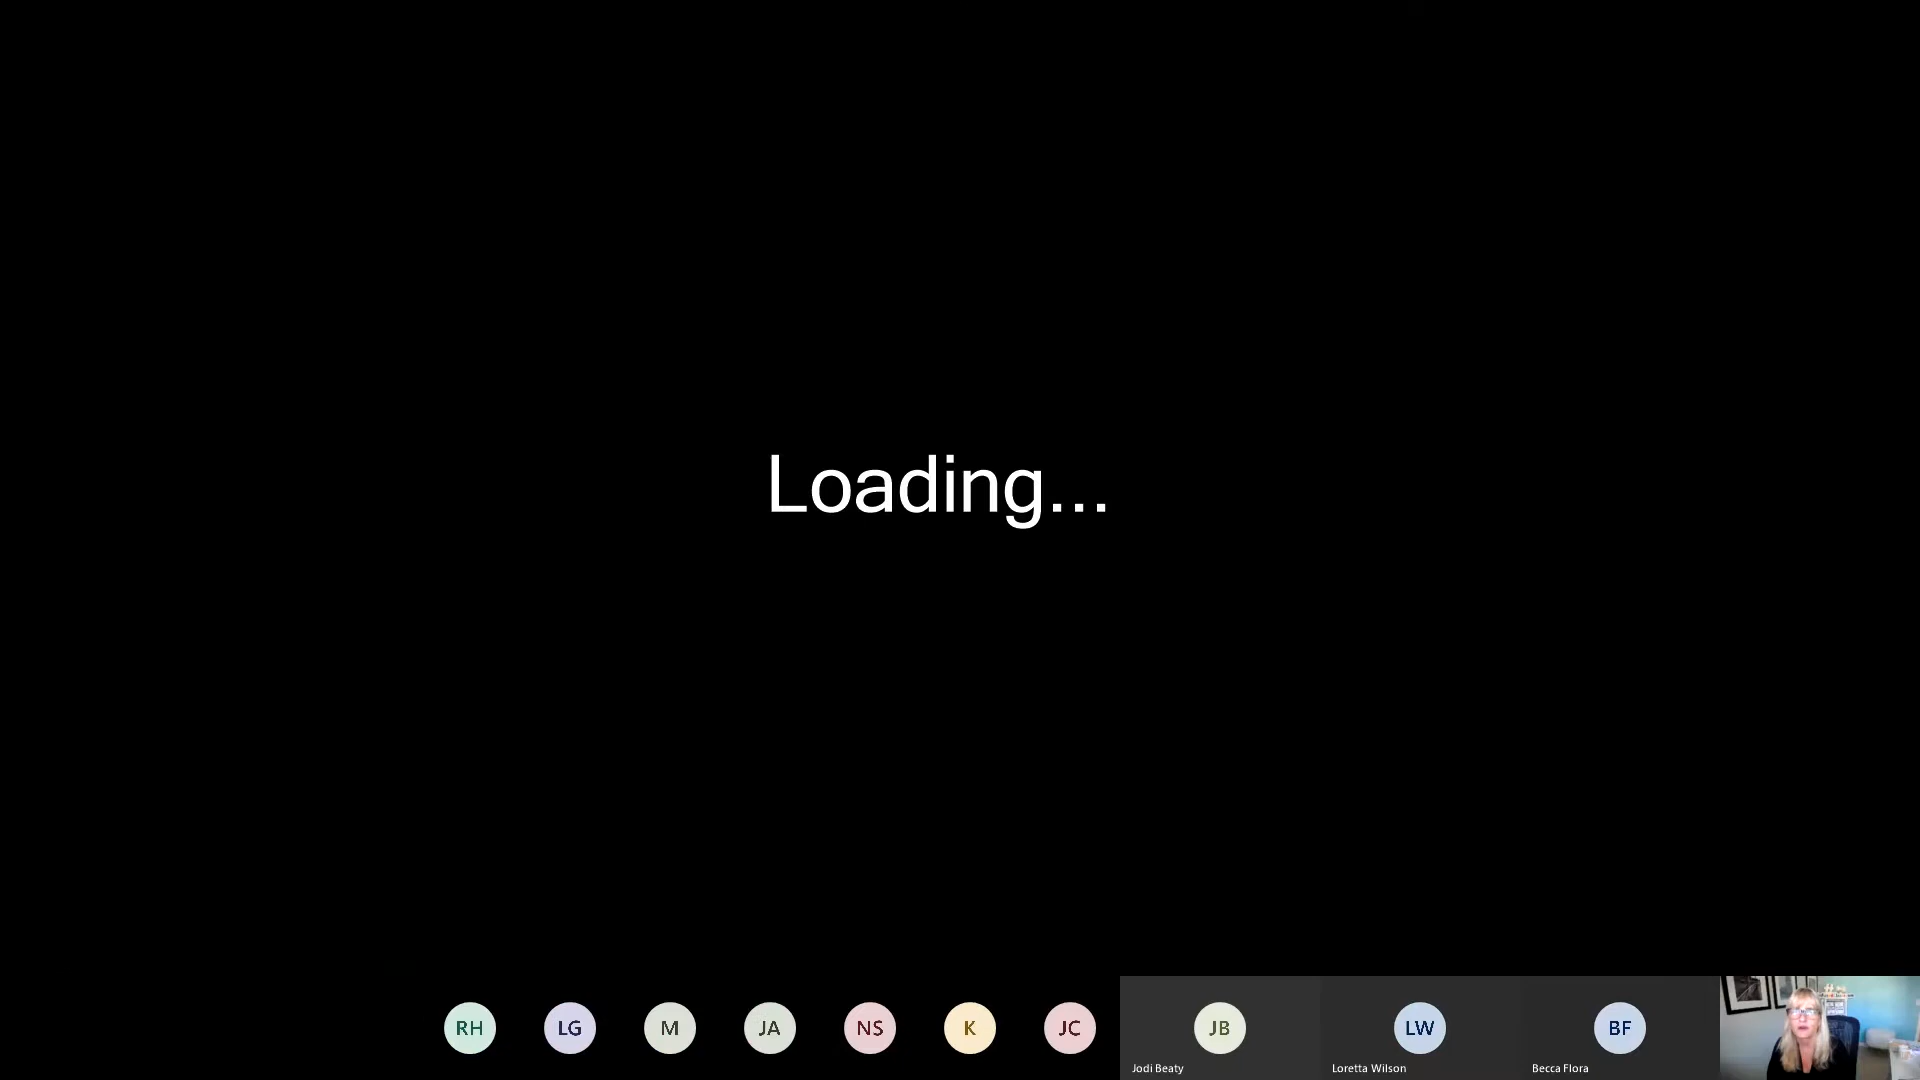 Loading...
RH
LG
M
JA
NS
K
JC
JB
LW
BF
Jodi Beaty
Loretta Wilson
Becca Flora